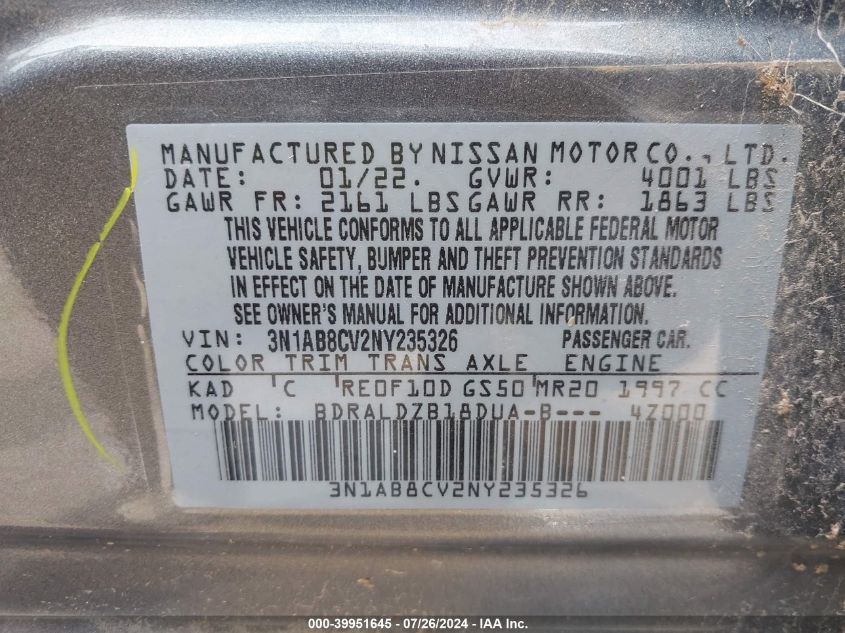 MANUFACTURED BY NISSAN MOTOR CO., LTD.
DATE: 01/22. GVWR: 4001 LBS
GAWR FR: 2161 LBS GAWR RR: 1863 LBS
THIS VEHICLE CONFORMS TO ALL APPLICABLE FEDERAL MOTOR
VEHICLE SAFETY, BUMPER AND THEFT PREVENTION STANDARDS
IN EFFECT ON THE DATE OF MANUFACTURE SHOWN ABOVE.
SEE OWNER'S MANUAL FOR ADDITIONAL INFORMATION.
VIN: 3N1AB8CV2NY235326 PASSENGER CAR.
COLOR TRIM TRANS AXLE ENGINE
KAD 'C 'RE0F10D GS50'MR20 1997 CC
MODEL: BDRALDZB18DUA-B--- 4Z000
3N1AB8CV2NY235326
000-39951645 - 07/26/2024 - IAA Inc.